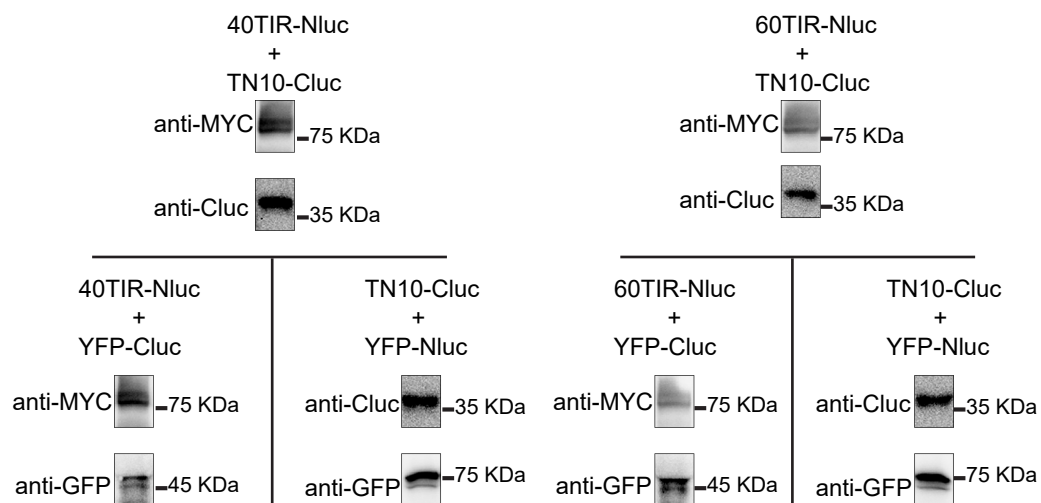 40TIR-Nluc
+
TN10-Cluc
anti-MYC
75 KDa
anti-Cluc
35 KDa
60TIR-Nluc
+
TN10-Cluc
anti-MYC
75 KDa
anti-Cluc
35 KDa
40TIR-Nluc
+
YFP-Cluc
anti-MYC
75 KDa
anti-GFP
45 KDa
TN10-Cluc
+
YFP-Nluc
anti-Cluc
35 KDa
anti-GFP
75 KDa
60TIR-Nluc
+
YFP-Cluc
anti-MYC
75 KDa
anti-GFP
45 KDa
TN10-Cluc
+
YFP-Nluc
anti-Cluc
35 KDa
anti-GFP
75 KDa